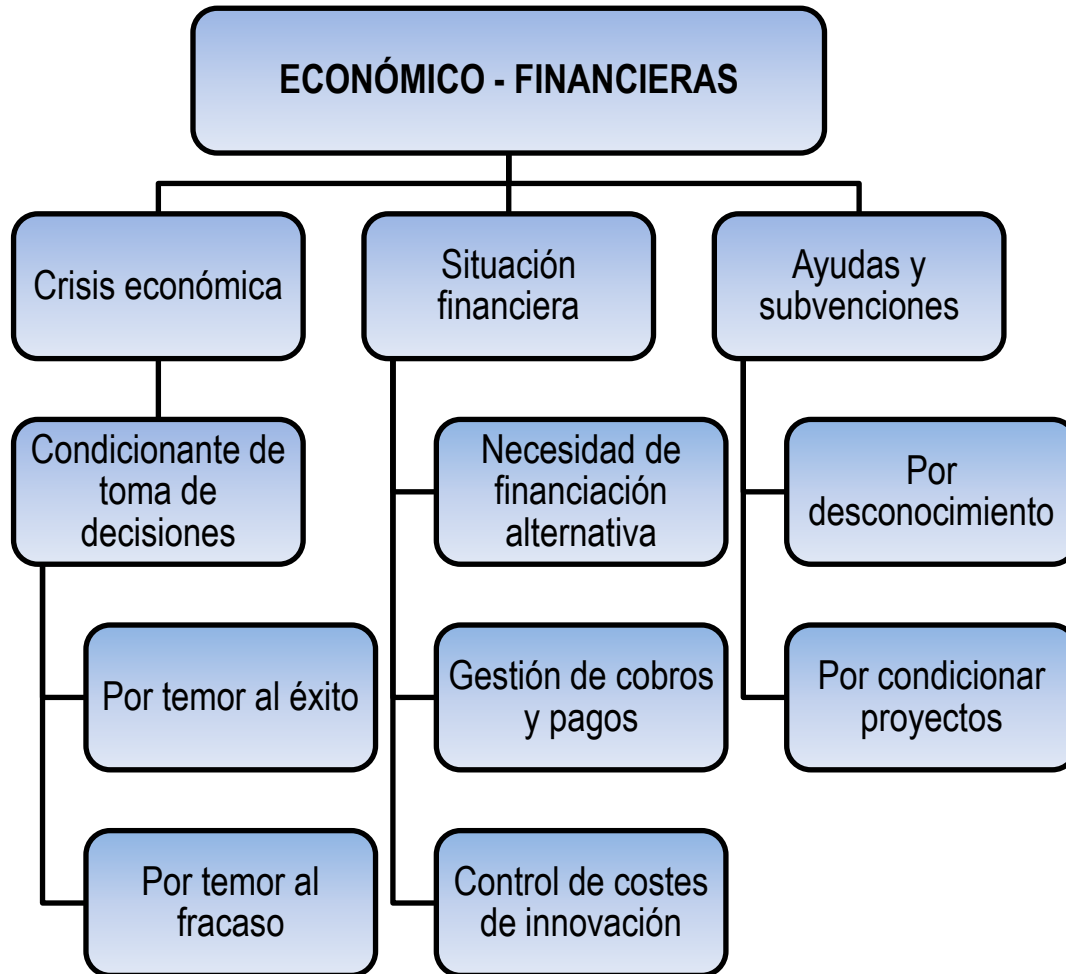 ECONÓMICO - FINANCIERAS
Crisis económica
Situación
financiera
Ayudas y
subvenciones
Condicionante de
toma de
decisiones
Necesidad de
financiación
alternativa
Por
desconocimiento
Por temor al éxito
Gestión de cobros
y pagos
Por condicionar
proyectos
Por temor al
fracaso
Control de costes
de innovación